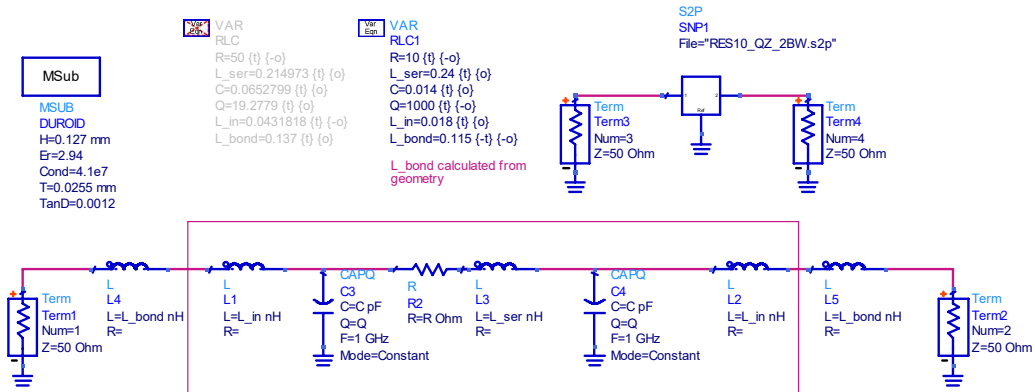 MSub
MSUB
DUROID
H=0.127 mm
Er=2.94
Cond=4.1e7
T=0.0255 mm
TanD=0.0012
Var
Eqn
VAR
RLC
R=50 {t} {-o}
L_ser=0.214973 {t} {o}
C=0.0652799 {t} {o}
Q=19.2779 {t} {o}
L_in=0.0431818 {t} {-o}
L_bond=0.137 {t} {o}
Var
Eqn
VAR
RLC1
R=10 {t} {-o}
L_ser=0.24 {t} {o}
C=0.014 {t} {o}
Q=1000 {t} {-o}
L_in=0.018 {t} {o}
L_bond=0.115 {-t} {-o}
L_bond calculated from
geometry
S2P
SNP1
File="RES10_QZ_2BW.s2p"
1
2
Ref
+
-
Term
Term3
Num=3
Z=50 Ohm
+
-
Term
Term4
Num=4
Z=50 Ohm
+
-
Term
Term1
Num=1
Z=50 Ohm
L
L4
L=L_bond nH
R=
L
L1
L=L_in nH
R=
CAPQ
C3
C=C pF
Q=Q
F=1 GHz
Mode=Constant
R
R2
R=R Ohm
L
L3
L=L_ser nH
R=
CAPQ
C4
C=C pF
Q=Q
F=1 GHz
Mode=Constant
L
L2
L=L_in nH
R=
L
L5
L=L_bond nH
R=
+
-
Term
Term2
Num=2
Z=50 Ohm